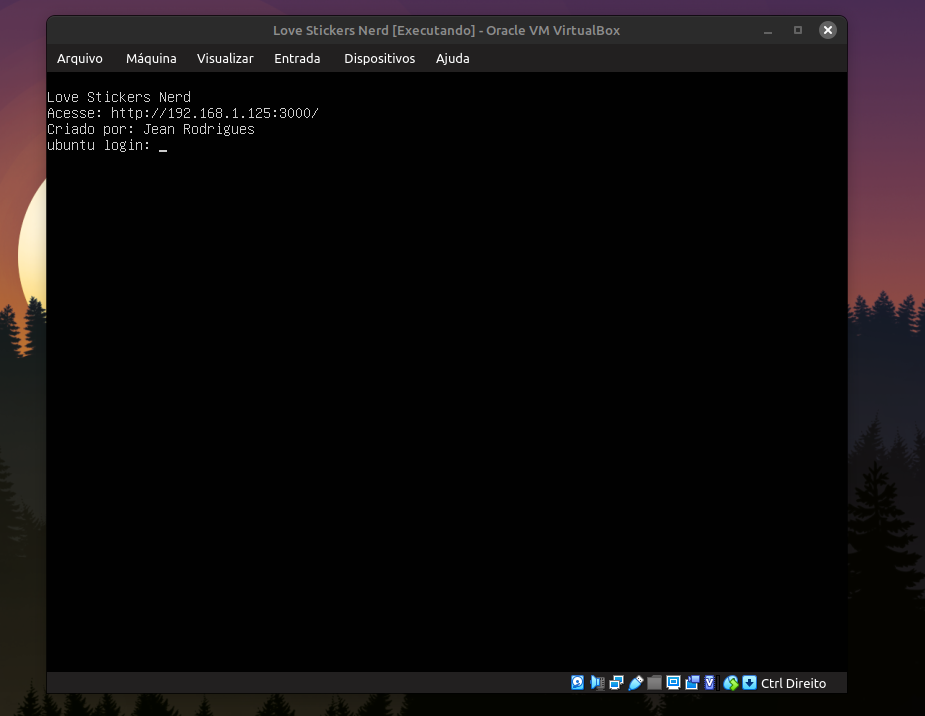 Love Stickers Nerd [Executando] - Oracle VM VirtualBox
Arquivo Máquina Visualizar Entrada Dispositivos Ajuda
Love Stickers Nerd
Acesse: http://192.168.1.125:3000/
Criado por: Jean Rodrigues
ubuntu login: _
Ctrl Direito